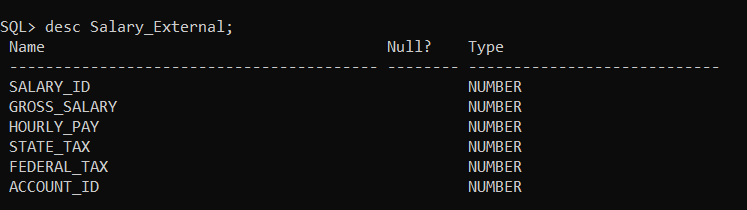 SQL> desc Salary_External;
Name Null? Type
----------------------------------------- -------- ----------------------------
SALARY_ID NUMBER
GROSS_SALARY NUMBER
HOURLY_PAY NUMBER
STATE_TAX NUMBER
FEDERAL_TAX NUMBER
ACCOUNT_ID NUMBER